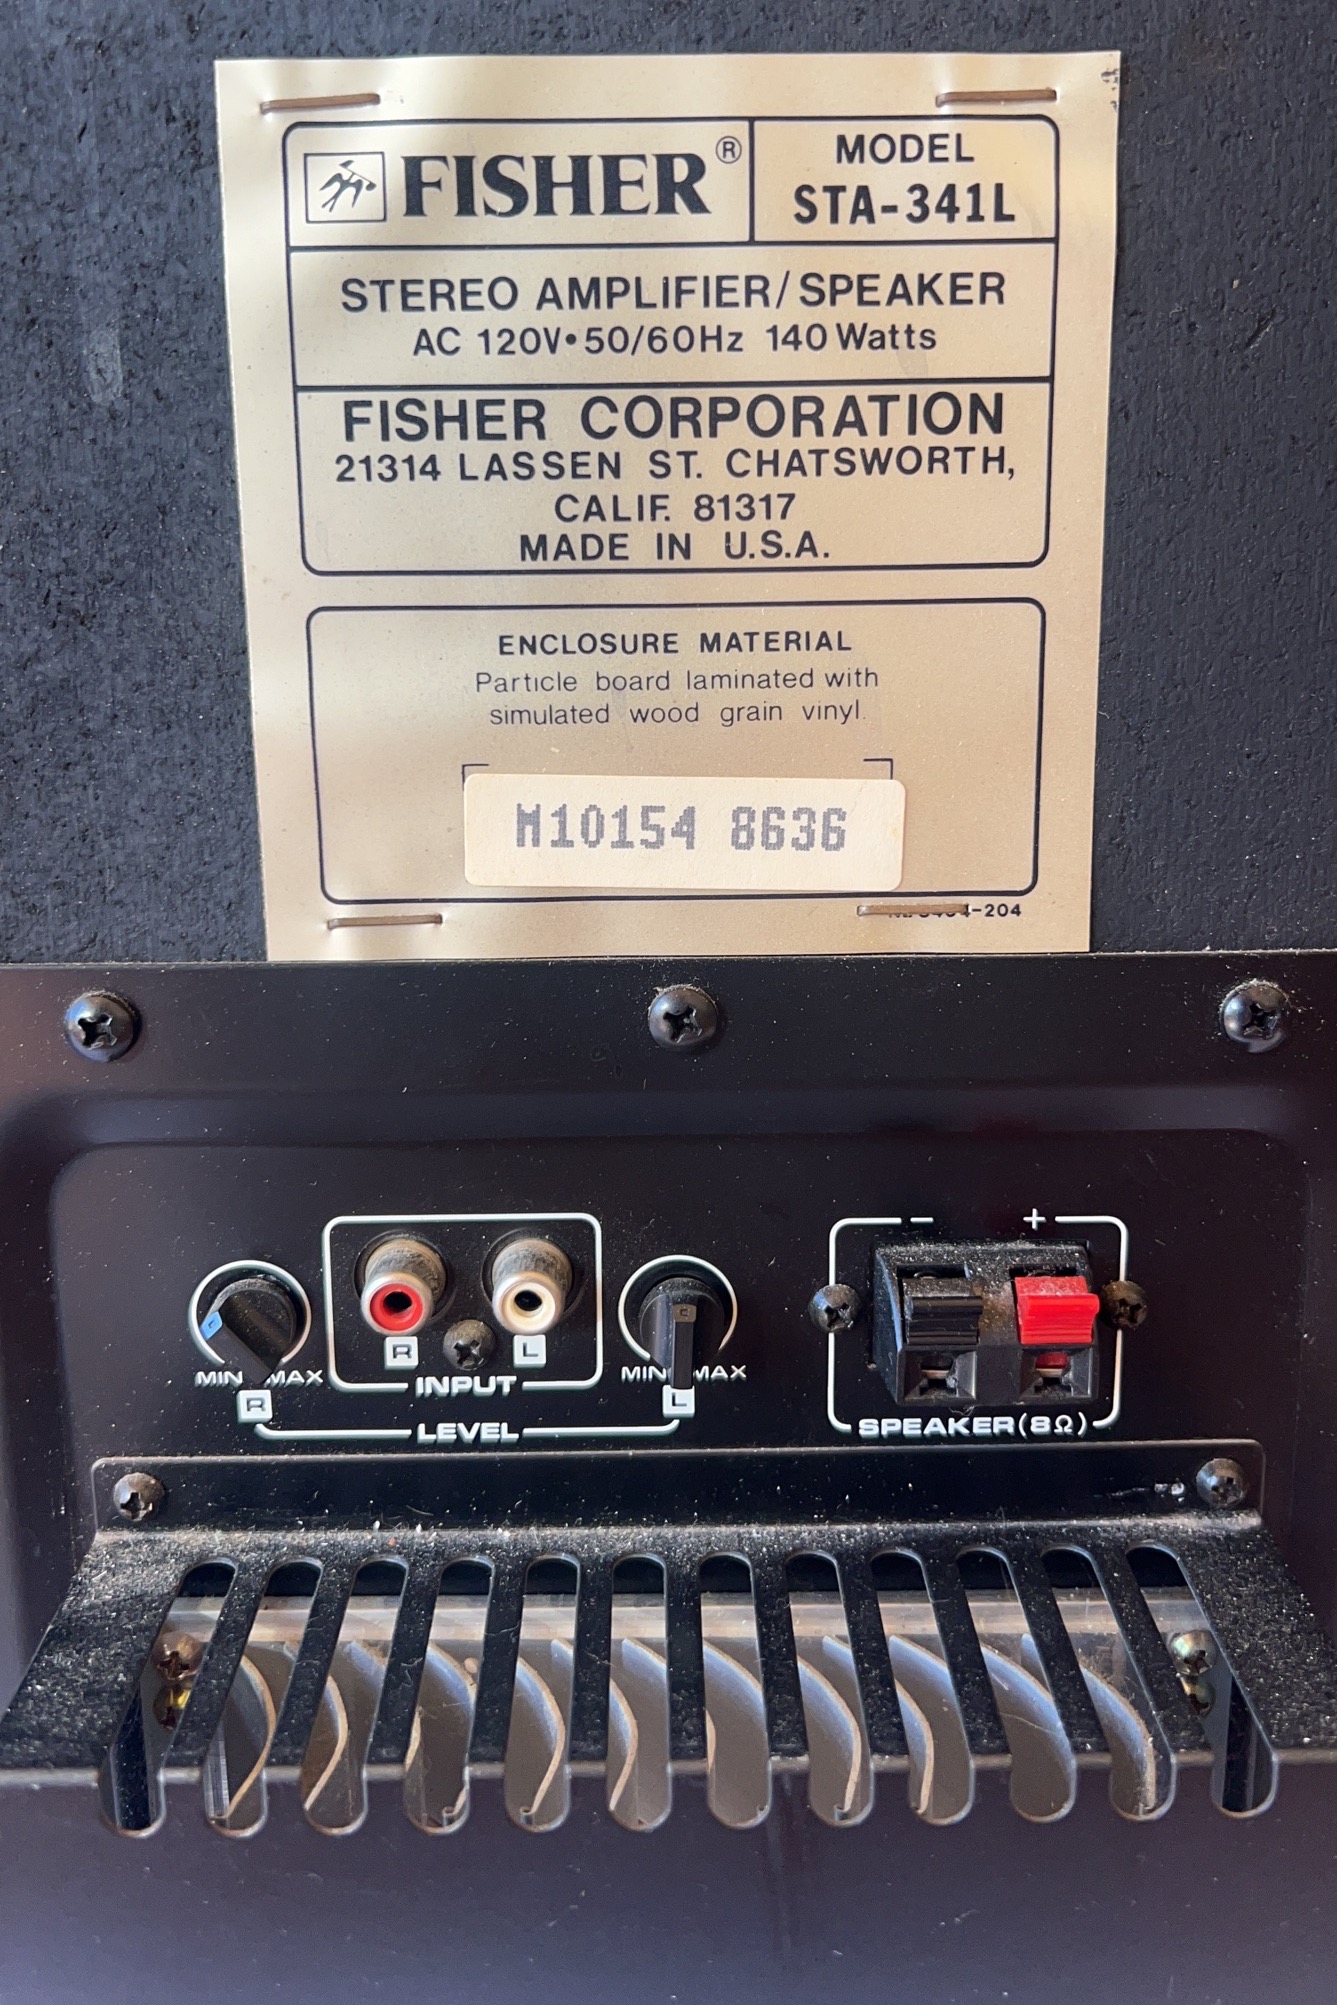 FISHER®
MODEL
STA-341L
STEREO AMPLIFIER/SPEAKER
AC 120V•50/60Hz 140 Watts
FISHER CORPORATION
21314 LASSEN ST. CHATSWORTH,
CALIF. 81317
MADE IN U.S.A.
ENCLOSURE MATERIAL
Particle board laminated with
simulated wood grain vinyl.
M10154 8636
-204
- +
R L
MIN MAX
INPUT
MIN MAX
R
L
LEVEL
SPEAKER(8Ω)